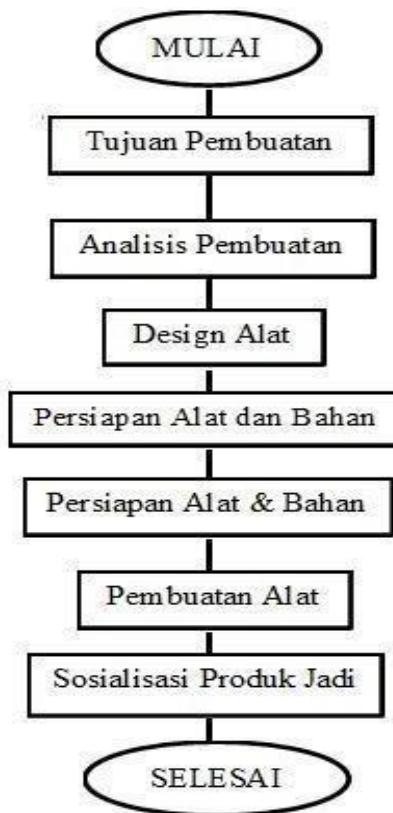 MULAI
Tujuan Pembuatan
Analisis Pembuatan
Design Alat
Persiapan Alat dan Bahan
Persiapan Alat & Bahan
Pembuatan Alat
Sosialisasi Produk Jadi
SELESAI